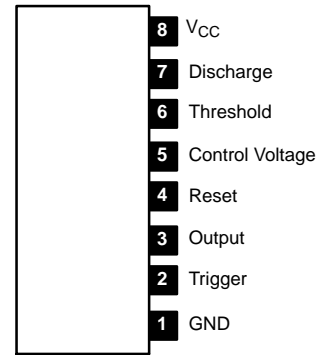 8 VCC
7 Discharge
6 Threshold
5 Control Voltage
4 Reset
3 Output
2 Trigger
1 GND